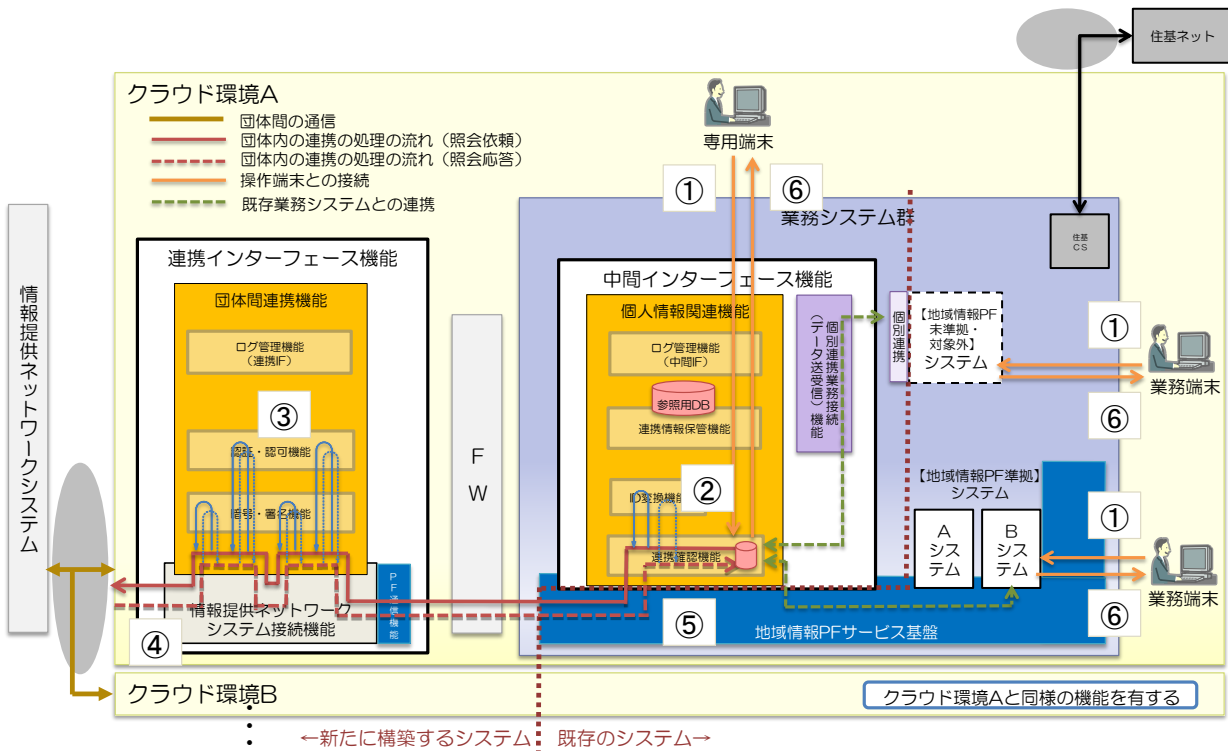 住基ネット
クラウド環境A
団体間の通信
団体内の連携の処理の流れ（照会依頼）
団体内の連携の処理の流れ（照会応答）
操作端末との接続
既存業務システムとの連携
専用端末
①
⑥
業務システム群
住基
CS
情報提供ネットワークシステム
連携インターフェース機能
団体間連携機能
ログ管理機能
（連携IF）
③
認証・認可機能
暗号・署名機能
情報提供ネットワーク
システム接続機能
PF通信機能
④
FW
中間インターフェース機能
個人情報関連機能
ログ管理機能
（中間IF）
参照用DB
連携情報保管機能
②
ID変換機能
連携確認機能
個別連携業務接続
（データ送受信）機能
個別連携
【地域情報PF
未準拠・
対象外】
システム
①
業務端末
⑥
【地域情報PF準拠】
システム
A
シス
テム
B
シス
テム
①
業務端末
⑥
⑤
地域情報PFサービス基盤
クラウド環境B
クラウド環境Aと同様の機能を有する
←新たに構築するシステム
既存のシステム→